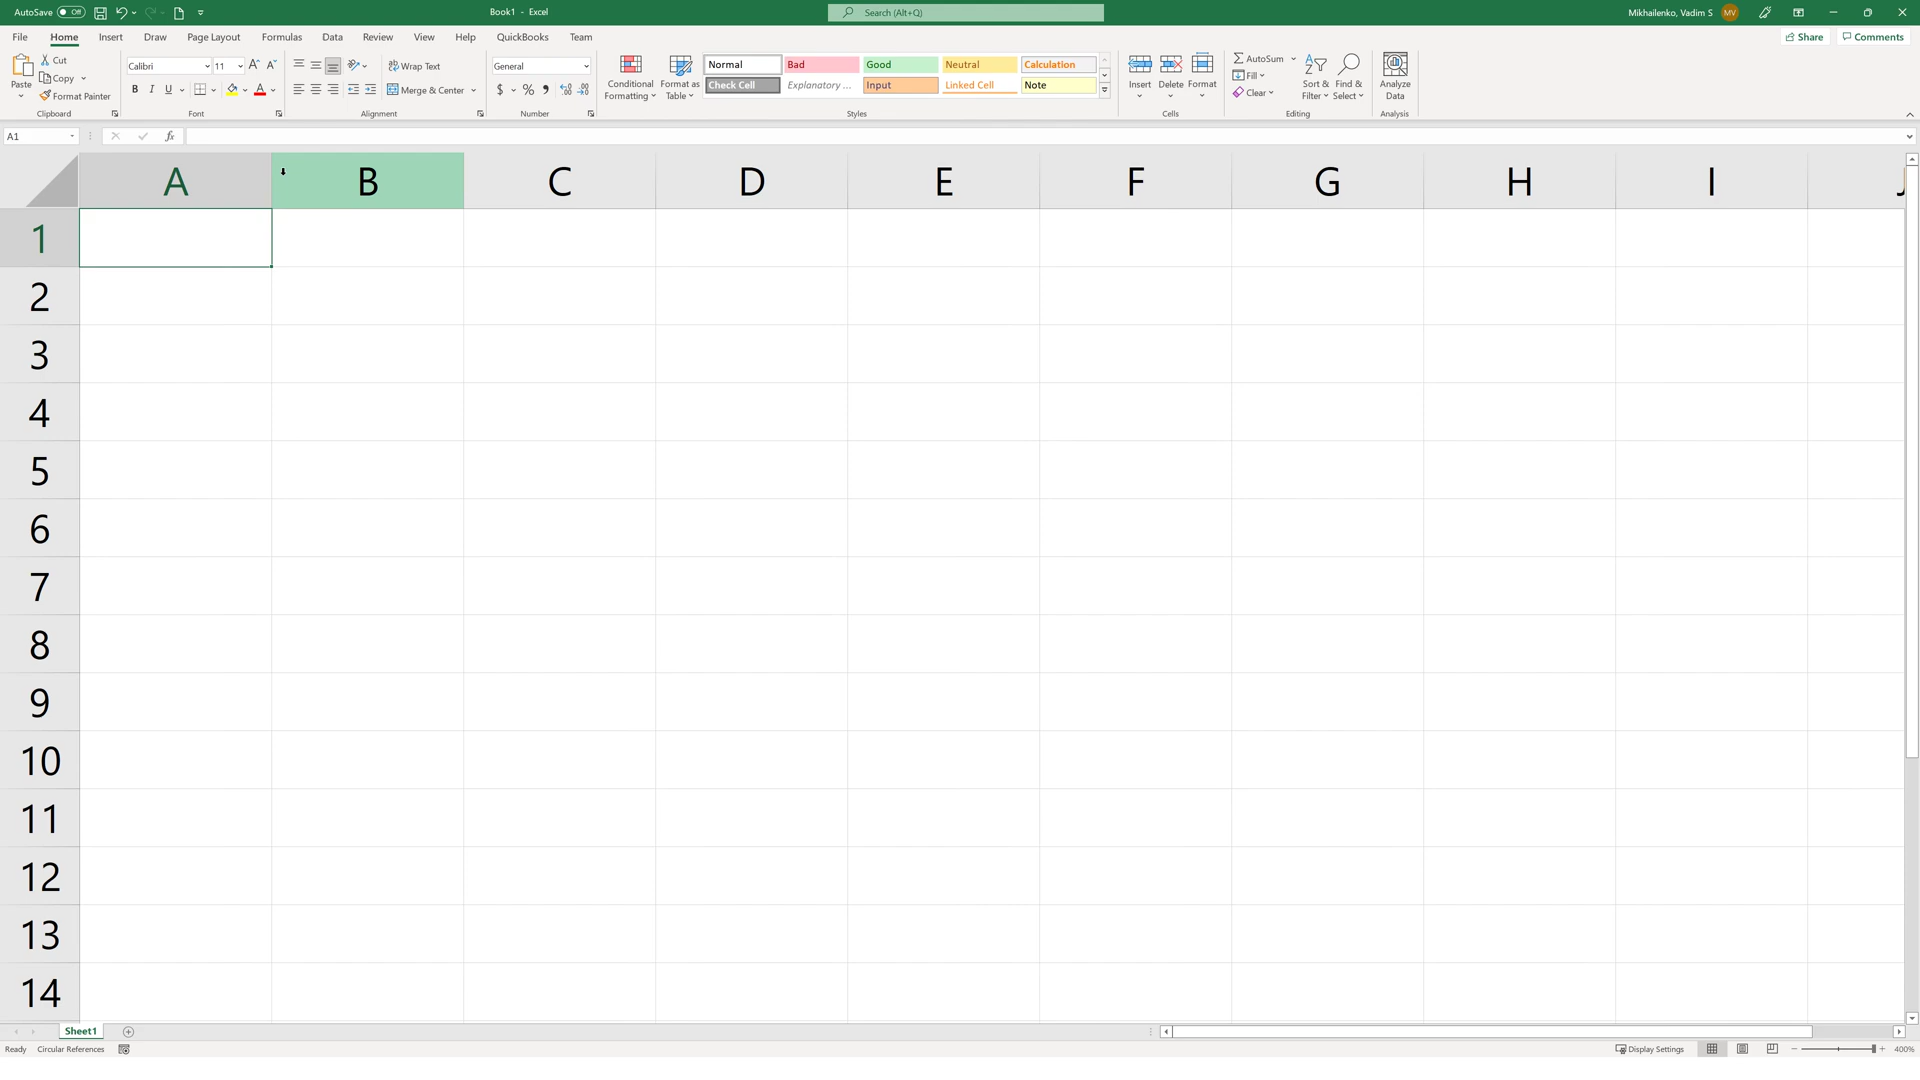 AutoSave Off Book1 - Excel Search (Alt+Q) Mikhailenko, Vadim S MV
File Home Insert Draw Page Layout Formulas Data Review View Help QuickBooks Team Share Comments
Paste
Cut
Copy
Format Painter
Clipboard
Calibri 11
B I U
Font
Wrap Text
Merge & Center
Alignment
General
$ % ,
Number
Conditional
Formatting
Format as
Table
Normal Bad Good Neutral Calculation
Check Cell Explanatory ... Input Linked Cell Note
Styles
Insert Delete Format
Cells
AutoSum
Fill
Clear
Sort &
Filter
Find &
Select
Editing
Analyze
Data
Analysis
A1 fx
A B C D E F G H I J
1
2
3
4
5
6
7
8
9
10
11
12
13
14
Sheet1
Ready Circular References Display Settings 400%